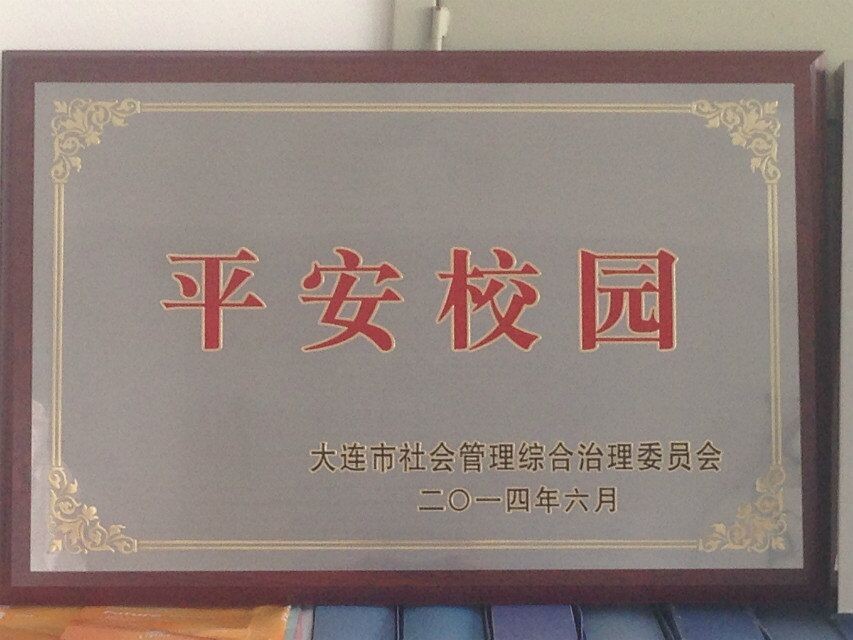 平安校园
大连市社会管理综合治理委员会
二〇一四年六月